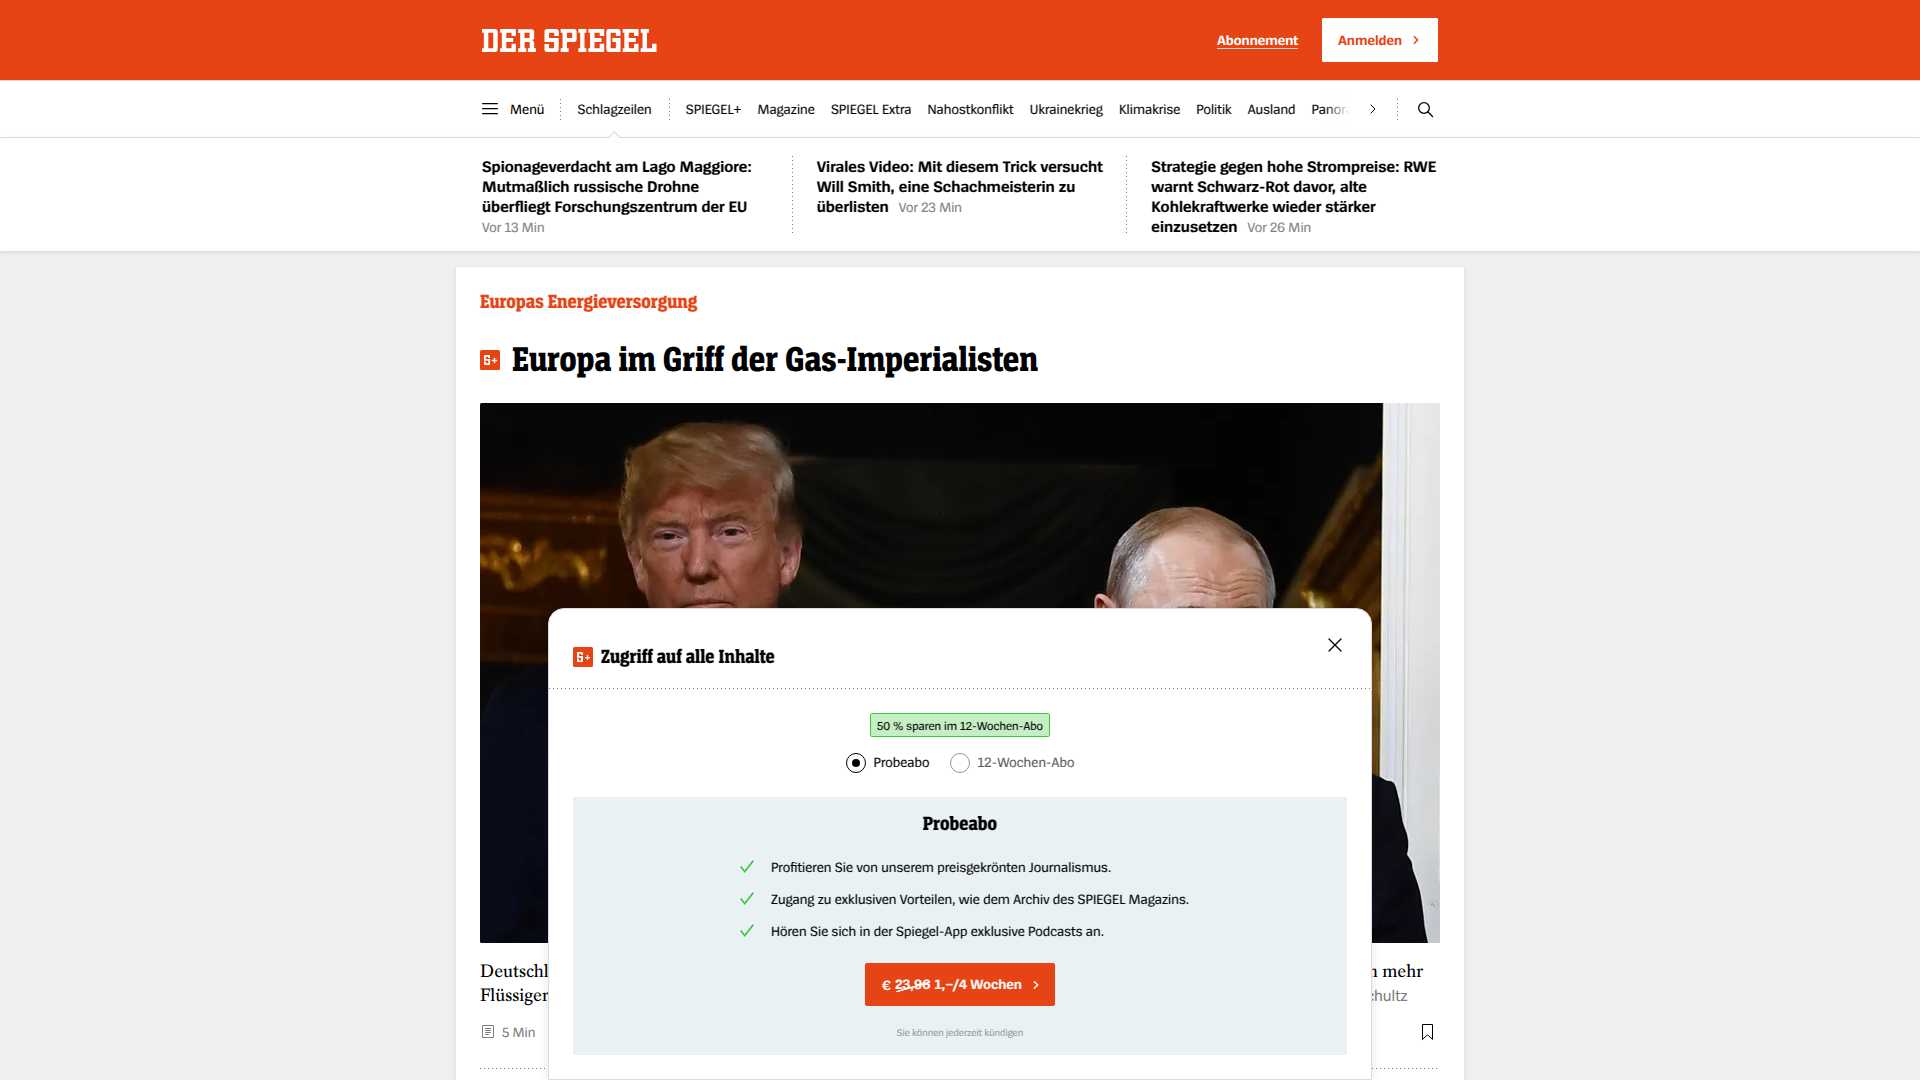 DER SPIEGEL
Abonnement
Anmelden
Menü
Schlagzeilen
SPIEGEL+
Magazine
SPIEGEL Extra
Nahostkonflikt
Ukrainekrieg
Klimakrise
Politik
Ausland
Panor
Spionageverdacht am Lago Maggiore:
Mutmaßlich russische Drohne
überfliegt Forschungszentrum der EU
Vor 13 Min
Virales Video: Mit diesem Trick versucht
Will Smith, eine Schachmeisterin zu
überlisten Vor 23 Min
Strategie gegen hohe Strompreise: RWE
warnt Schwarz-Rot davor, alte
Kohlekraftwerke wieder stärker
einzusetzen Vor 26 Min
Europas Energieversorgung
S+ Europa im Griff der Gas-Imperialisten
S+ Zugriff auf alle Inhalte
50 % sparen im 12-Wochen-Abo
Probeabo
12-Wochen-Abo
Probeabo
Profitieren Sie von unserem preisgekrönten Journalismus.
Zugang zu exklusiven Vorteilen, wie dem Archiv des SPIEGEL Magazins.
Hören Sie sich in der Spiegel-App exklusive Podcasts an.
€ 23,96 1,–/4 Wochen
Sie können jederzeit kündigen
Deutschl
mehr
Flüssiger
chultz
5 Min